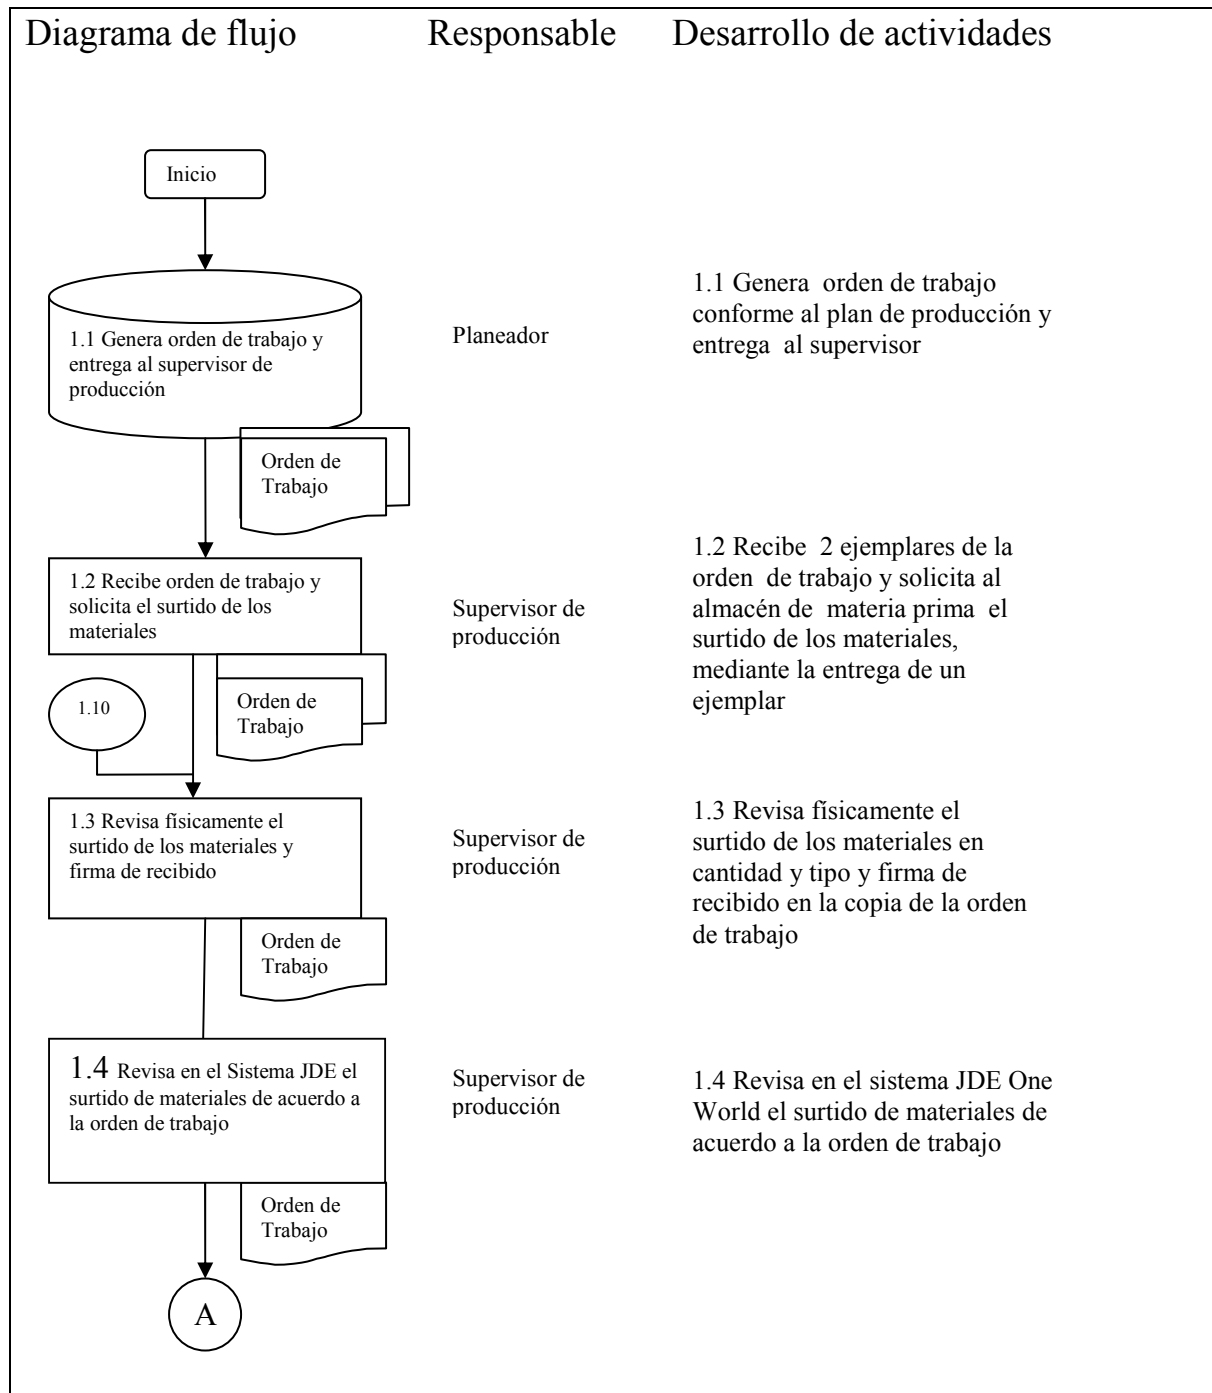 Diagrama de flujo
Responsable
Desarrollo de actividades
Inicio
1.1 Genera orden de trabajo y
entrega al supervisor de
producción
Planeador
1.1 Genera orden de trabajo
conforme al plan de producción y
entrega al supervisor
Orden de
Trabajo
1.2 Recibe orden de trabajo y
solicita el surtido de los
materiales
Supervisor de
producción
1.2 Recibe 2 ejemplares de la
orden de trabajo y solicita al
almacén de materia prima el
surtido de los materiales,
mediante la entrega de un
ejemplar
Orden de
Trabajo
1.10
1.3 Revisa físicamente el
surtido de los materiales y
firma de recibido
Supervisor de
producción
1.3 Revisa físicamente el
surtido de los materiales en
cantidad y tipo y firma de
recibido en la copia de la orden
de trabajo
Orden de
Trabajo
1.4 Revisa en el Sistema JDE el
surtido de materiales de acuerdo a
la orden de trabajo
Supervisor de
producción
1.4 Revisa en el sistema JDE One
World el surtido de materiales de
acuerdo a la orden de trabajo
Orden de
Trabajo
A